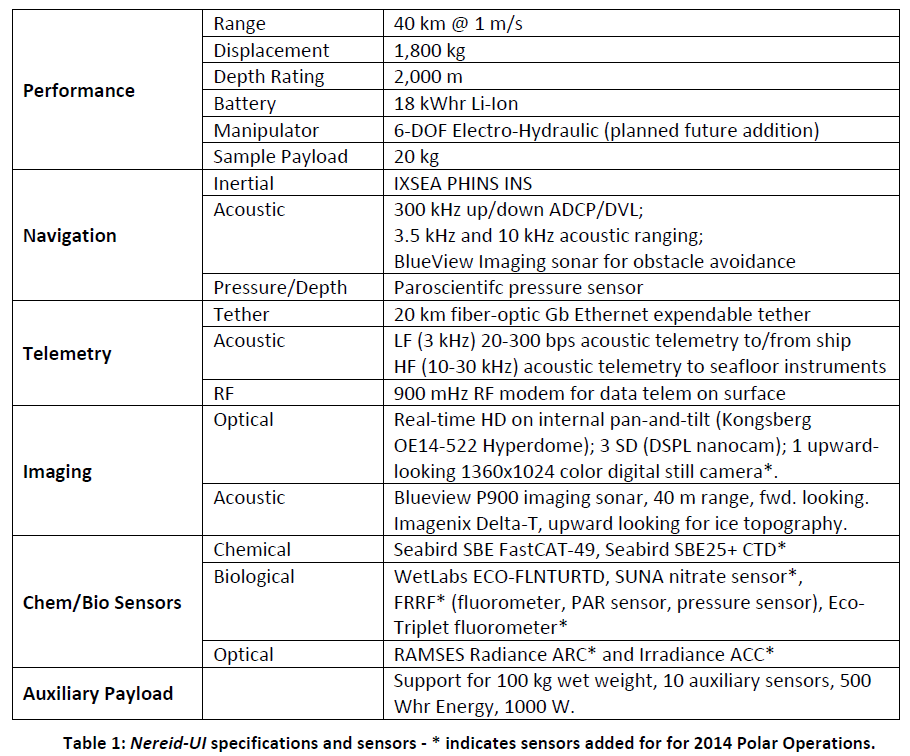 Performance
Range 40 km @ 1 m/s
Displacement 1,800 kg
Depth Rating 2,000 m
Battery 18 kWhr Li-Ion
Manipulator 6-DOF Electro-Hydraulic (planned future addition)
Sample Payload 20 kg
Navigation
Inertial IXSEA PHINS INS
Acoustic 300 kHz up/down ADCP/DVL;
3.5 kHz and 10 kHz acoustic ranging;
BlueView Imaging sonar for obstacle avoidance
Pressure/Depth Paroscientifc pressure sensor
Telemetry
Tether 20 km fiber-optic Gb Ethernet expendable tether
Acoustic LF (3 kHz) 20-300 bps acoustic telemetry to/from ship
HF (10-30 kHz) acoustic telemetry to seafloor instruments
RF 900 mHz RF modem for data telem on surface
Imaging
Optical Real-time HD on internal pan-and-tilt (Kongsberg
OE14-522 Hyperdome); 3 SD (DSPL nanocam); 1 upward-
looking 1360x1024 color digital still camera*.
Acoustic Blueview P900 imaging sonar, 40 m range, fwd. looking.
Imagenix Delta-T, upward looking for ice topography.
Chem/Bio Sensors
Chemical Seabird SBE FastCAT-49, Seabird SBE25+ CTD*
Biological WetLabs ECO-FLNTURTD, SUNA nitrate sensor*,
FRRF* (fluorometer, PAR sensor, pressure sensor), Eco-
Triplet fluorometer*
Optical RAMSES Radiance ARC* and Irradiance ACC*
Auxiliary Payload
Support for 100 kg wet weight, 10 auxiliary sensors, 500
Whr Energy, 1000 W.
Table 1: Nereid-UI specifications and sensors - * indicates sensors added for for 2014 Polar Operations.